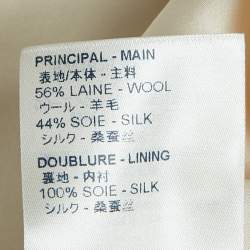 PRINCIPAL - MAIN
表地/本体 - 主料
56% LAINE - WOOL
ウール - 羊毛
44% SOIE - SILK
シルク - 桑蚕丝
DOUBLURE - LINING
裏地 - 内衬
100% SOIE - SILK
シルク - 桑蚕丝